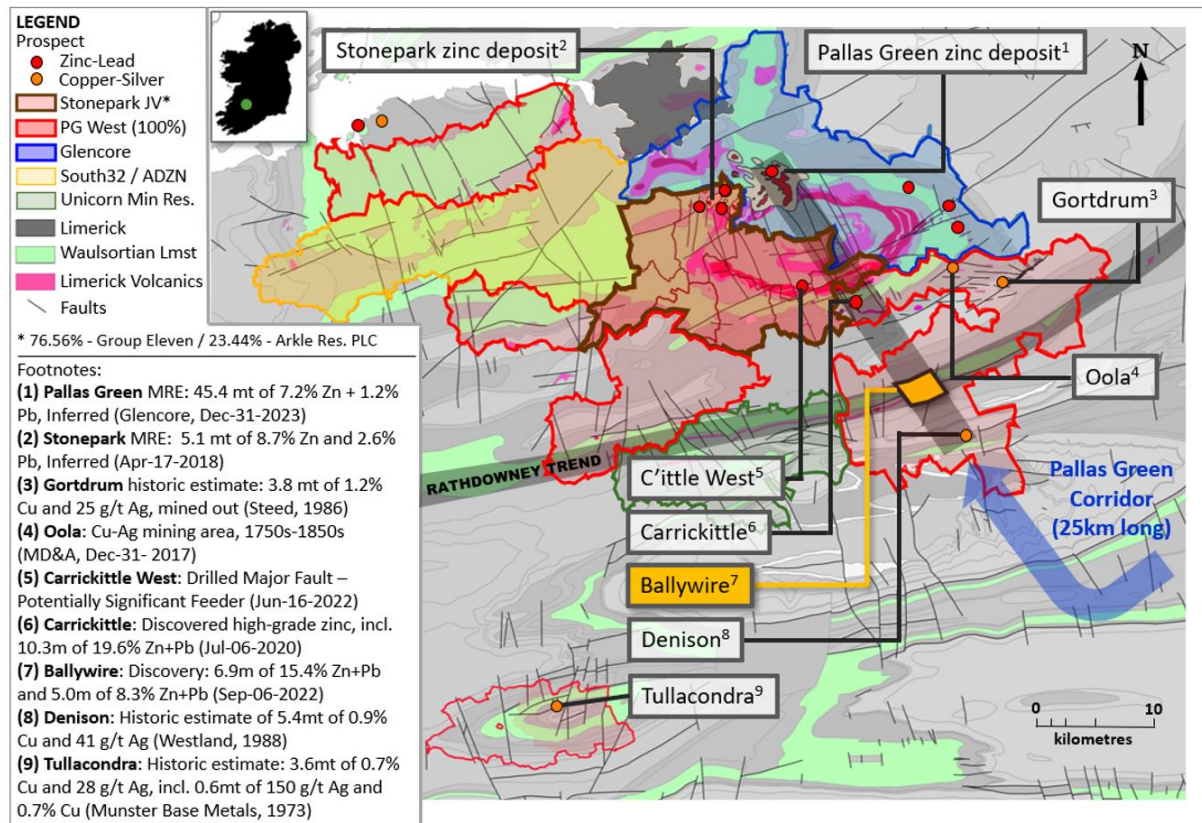 LEGEND
Prospect
Zinc-Lead
Copper-Silver
Stonepark JV*
PG West (100%)
Glencore
South32 / ADZN
Unicorn Min Res.
Limerick
Waulsortian Lmst
Limerick Volcanics
Faults
* 76.56% - Group Eleven / 23.44% - Arkle Res. PLC
Footnotes:
(1) Pallas Green MRE: 45.4 mt of 7.2% Zn + 1.2%
Pb, Inferred (Glencore, Dec-31-2023)
(2) Stonepark MRE: 5.1 mt of 8.7% Zn and 2.6%
Pb, Inferred (Apr-17-2018)
(3) Gortdrum historic estimate: 3.8 mt of 1.2%
Cu and 25 g/t Ag, mined out (Steed, 1986)
(4) Oola: Cu-Ag mining area, 1750s-1850s
(MD&A, Dec-31- 2017)
(5) Carrickittle West: Drilled Major Fault –
Potentially Significant Feeder (Jun-16-2022)
(6) Carrickittle: Discovered high-grade zinc, incl.
10.3m of 19.6% Zn+Pb (Jul-06-2020)
(7) Ballywire: Discovery: 6.9m of 15.4% Zn+Pb
and 5.0m of 8.3% Zn+Pb (Sep-06-2022)
(8) Denison: Historic estimate of 5.4mt of 0.9%
Cu and 41 g/t Ag (Westland, 1988)
(9) Tullacondra: Historic estimate: 3.6mt of 0.7%
Cu and 28 g/t Ag, incl. 0.6mt of 150 g/t Ag and
0.7% Cu (Munster Base Metals, 1973)
Stonepark zinc deposit2
Pallas Green zinc deposit1
N
Gortdrum3
Oola4
RATHDOWNEY TREND
C'ittle West5
Carrickittle6
Ballywire7
Denison8
Tullacondra9
Pallas Green
Corridor
(25km long)
0 10
kilometres